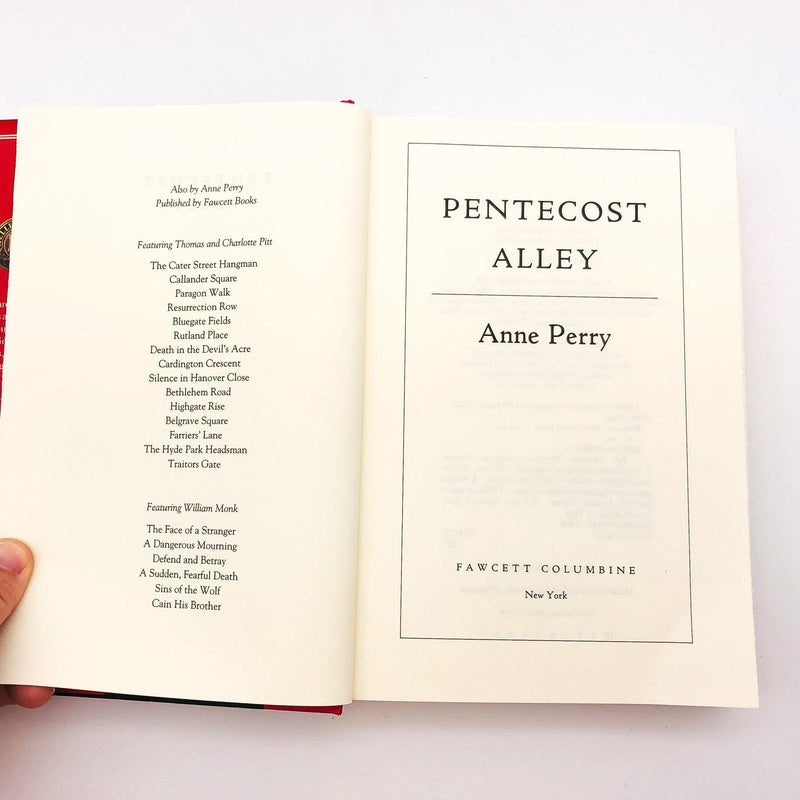 Also by Anne Perry
Published by Fawcett Books
Featuring Thomas and Charlotte Pitt
The Cater Street Hangman
Callander Square
Paragon Walk
Resurrection Row
Bluegate Fields
Rutland Place
Death in the Devil's Acre
Cardington Crescent
Silence in Hanover Close
Bethlehem Road
Highgate Rise
Belgrave Square
Farriers' Lane
The Hyde Park Headsman
Traitors Gate
Featuring William Monk
The Face of a Stranger
A Dangerous Mourning
Defend and Betray
A Sudden, Fearful Death
Sins of the Wolf
Cain His Brother
PENTECOST
ALLEY
Anne Perry
FAWCETT COLUMBINE
New York